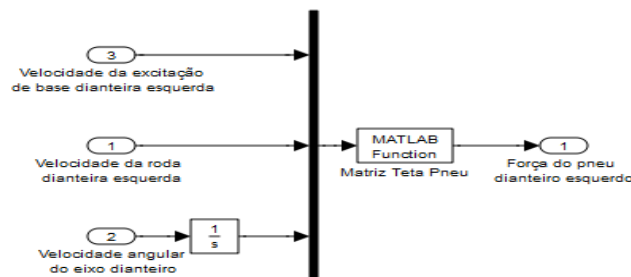 3
Velocidade da excitação
de base dianteira esquerda
1
Velocidade da roda
dianteira esquerda
2
Velocidade angular
do eixo dianteiro
1
s
MATLAB
Function
Matriz Teta Pneu
1
Força do pneu
dianteiro esquerdo